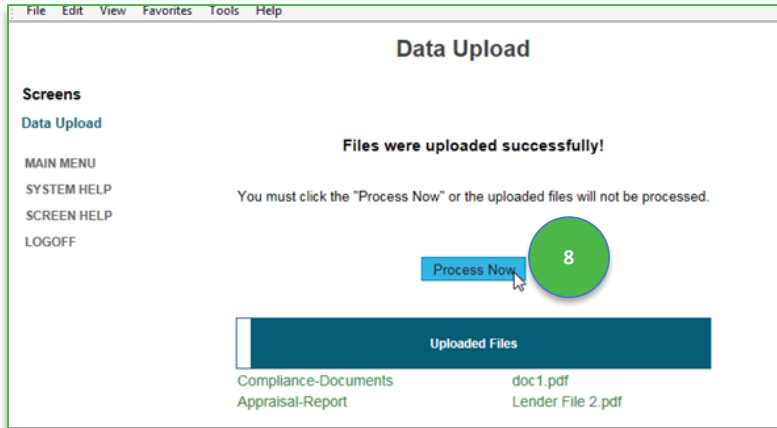 File Edit View Favorites Tools Help
Data Upload
Screens
Data Upload
MAIN MENU
SYSTEM HELP
SCREEN HELP
LOGOFF
Files were uploaded successfully!
You must click the "Process Now" or the uploaded files will not be processed.
Process Now
8
Uploaded Files
Compliance-Documents doc1.pdf
Appraisal-Report Lender File 2.pdf